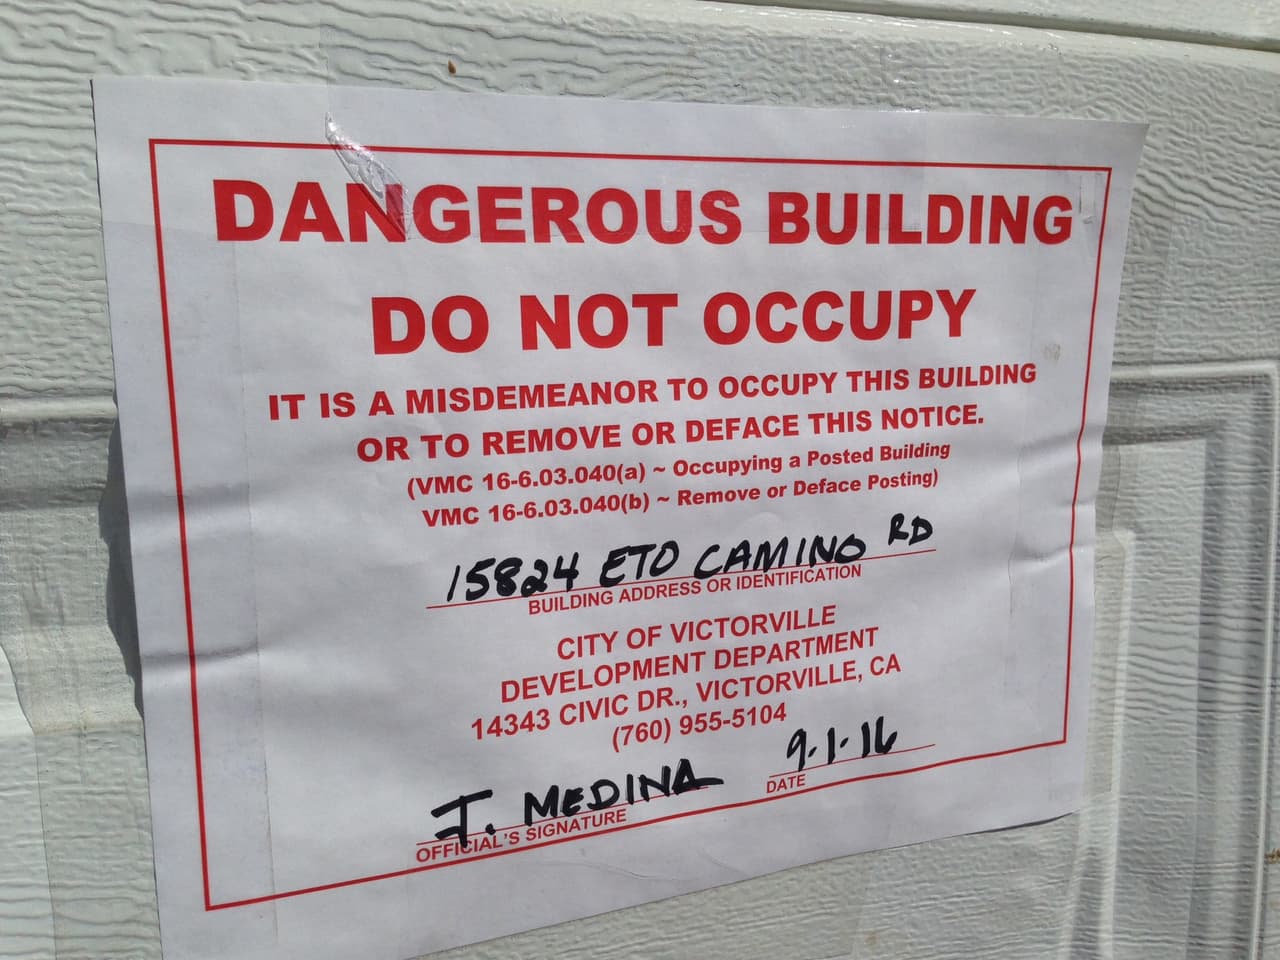 DANGEROUS BUILDING
DO NOT OCCUPY
IT IS A MISDEMEANOR TO OCCUPY THIS BUILDING
OR TO REMOVE OR DEFACE THIS NOTICE.
(VMC 16-6.03.040(a) ~ Occupying a Posted Building
VMC 16-6.03.040(b) ~ Remove or Deface Posting)
15824 ETO CAMINO RD
BUILDING ADDRESS OR IDENTIFICATION
CITY OF VICTORVILLE
DEVELOPMENT DEPARTMENT
14343 CIVIC DR., VICTORVILLE, CA
(760) 955-5104
J. MEDINA 9.1.16
OFFICIAL'S SIGNATURE DATE